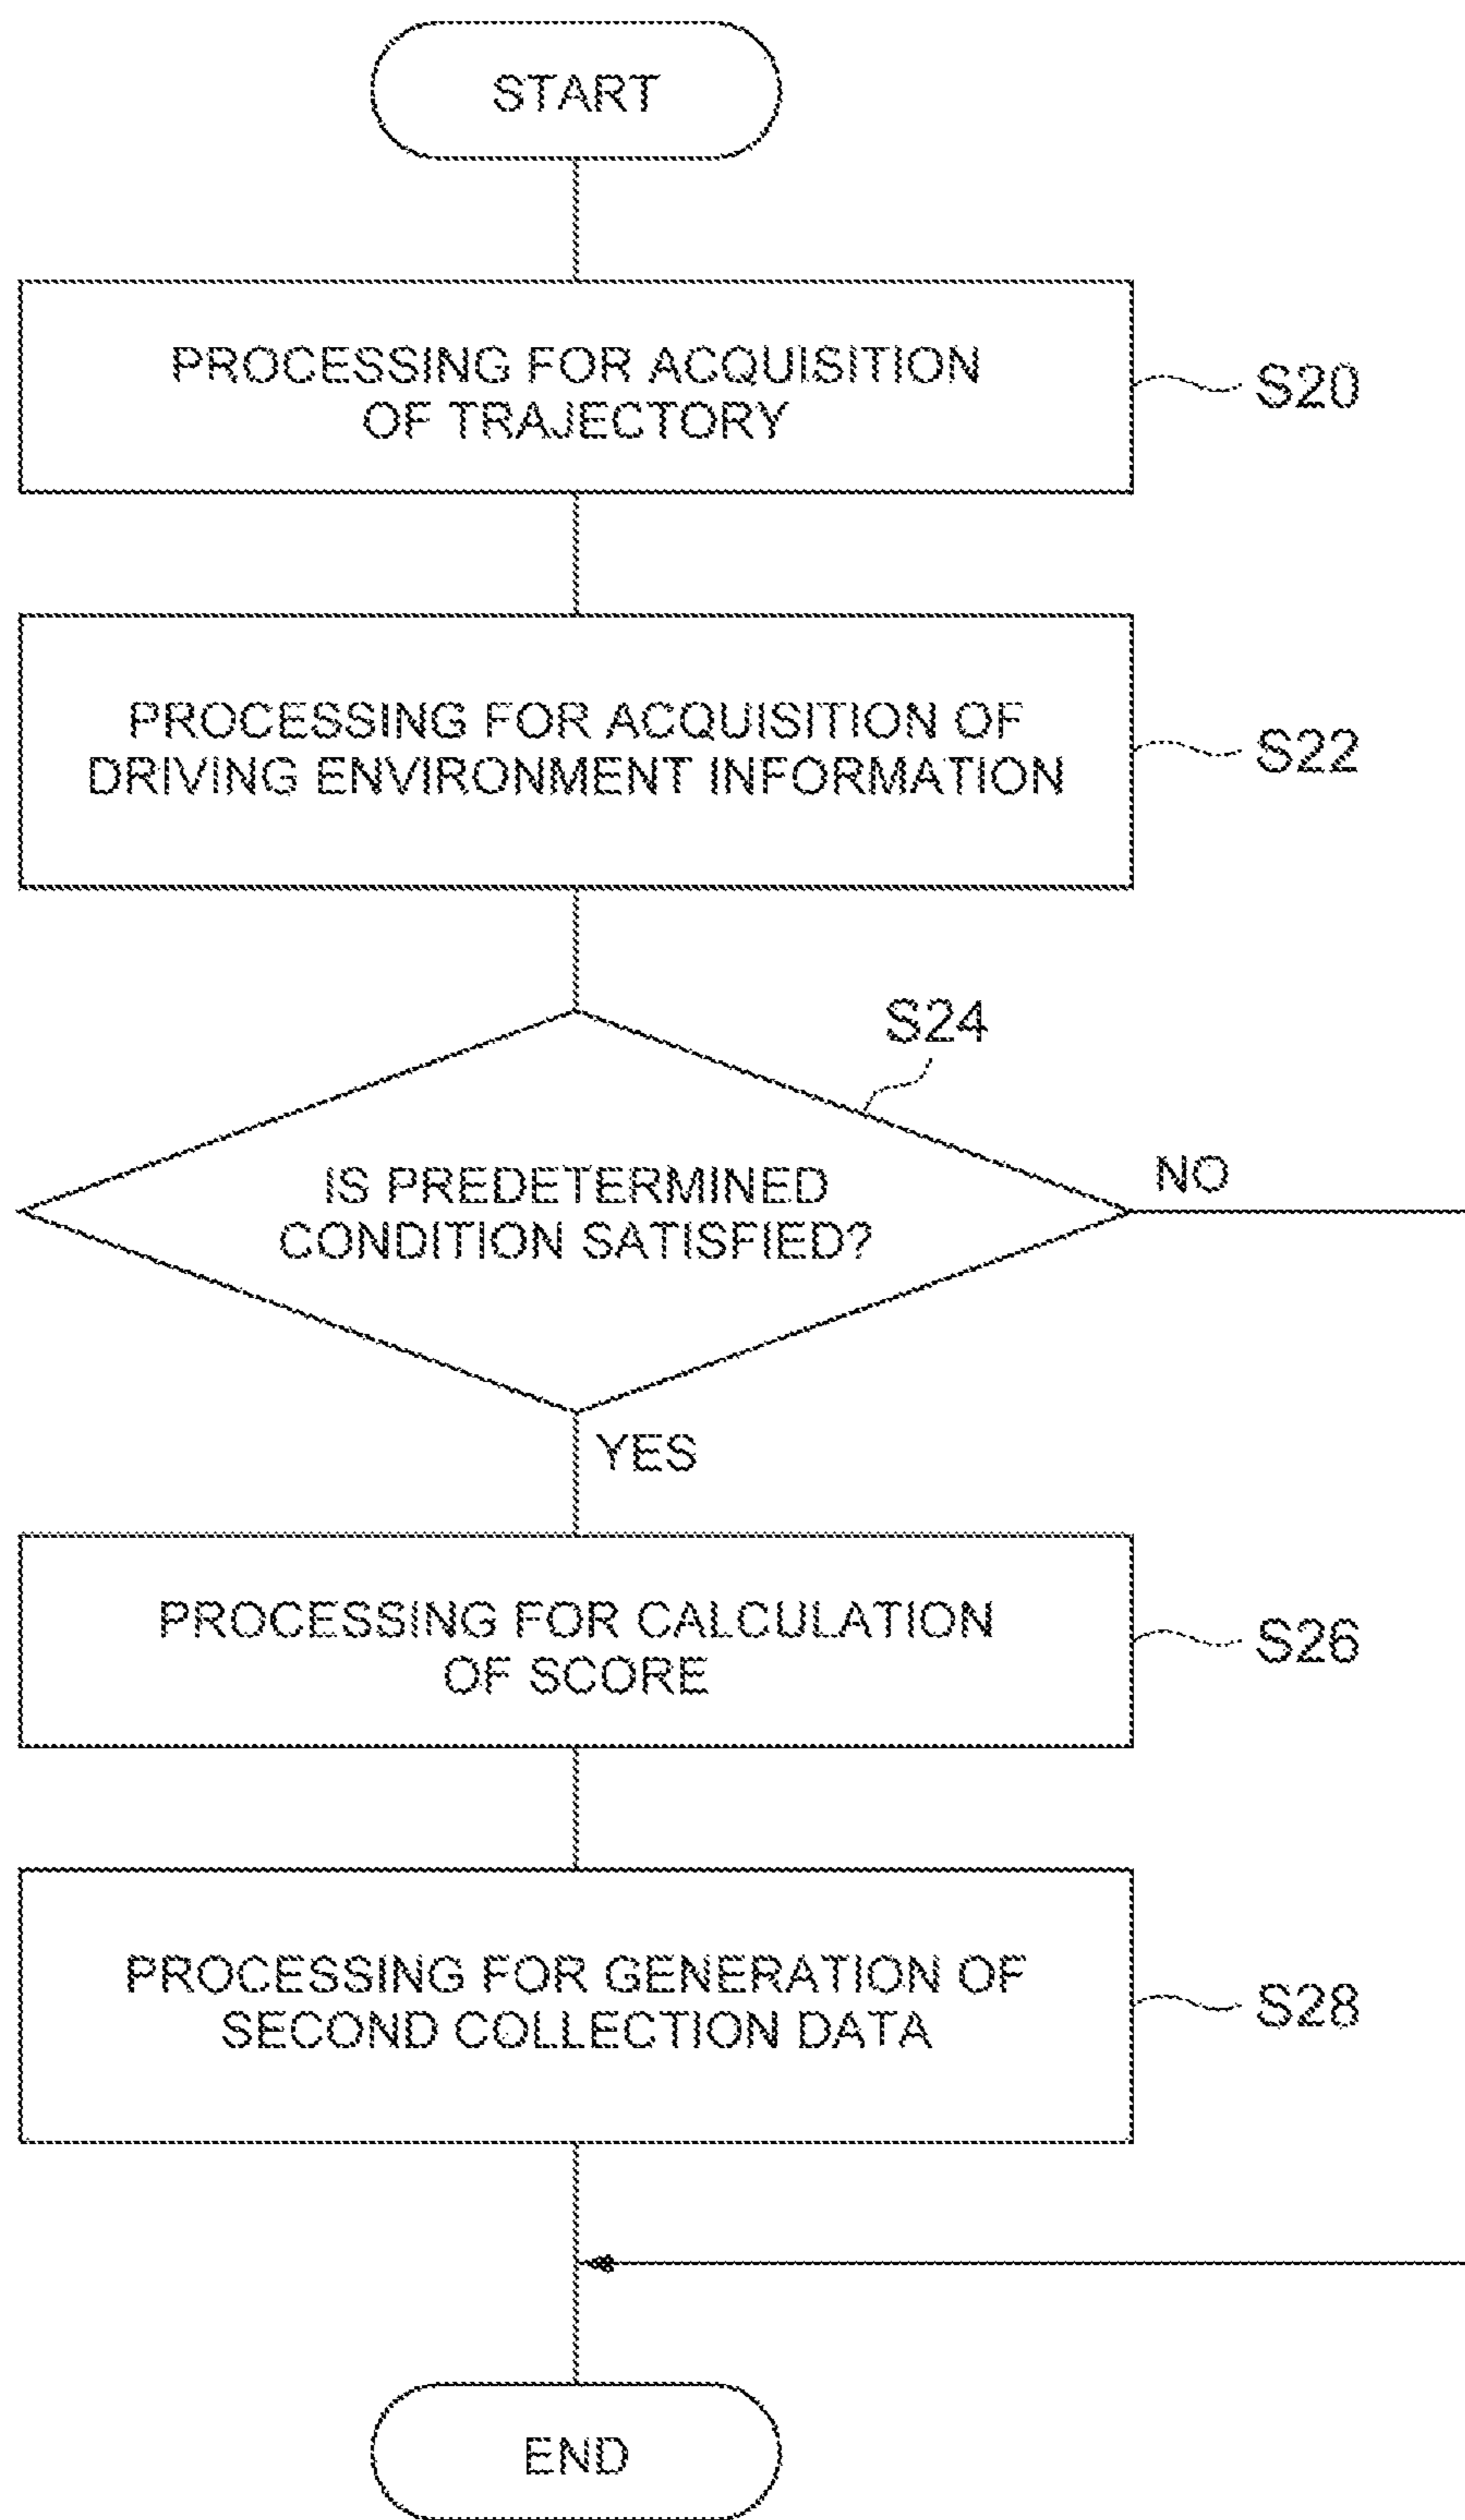 START
PROCESSING FOR ACQUISITION
OF TRAJECTORY
S20
PROCESSING FOR ACQUISITION OF
DRIVING ENVIRONMENT INFORMATION
S22
S24
IS PREDETERMINED
CONDITION SATISFIED?
NO
YES
PROCESSING FOR CALCULATION
OF SCORE
S26
PROCESSING FOR GENERATION OF
SECOND COLLECTION DATA
S28
END